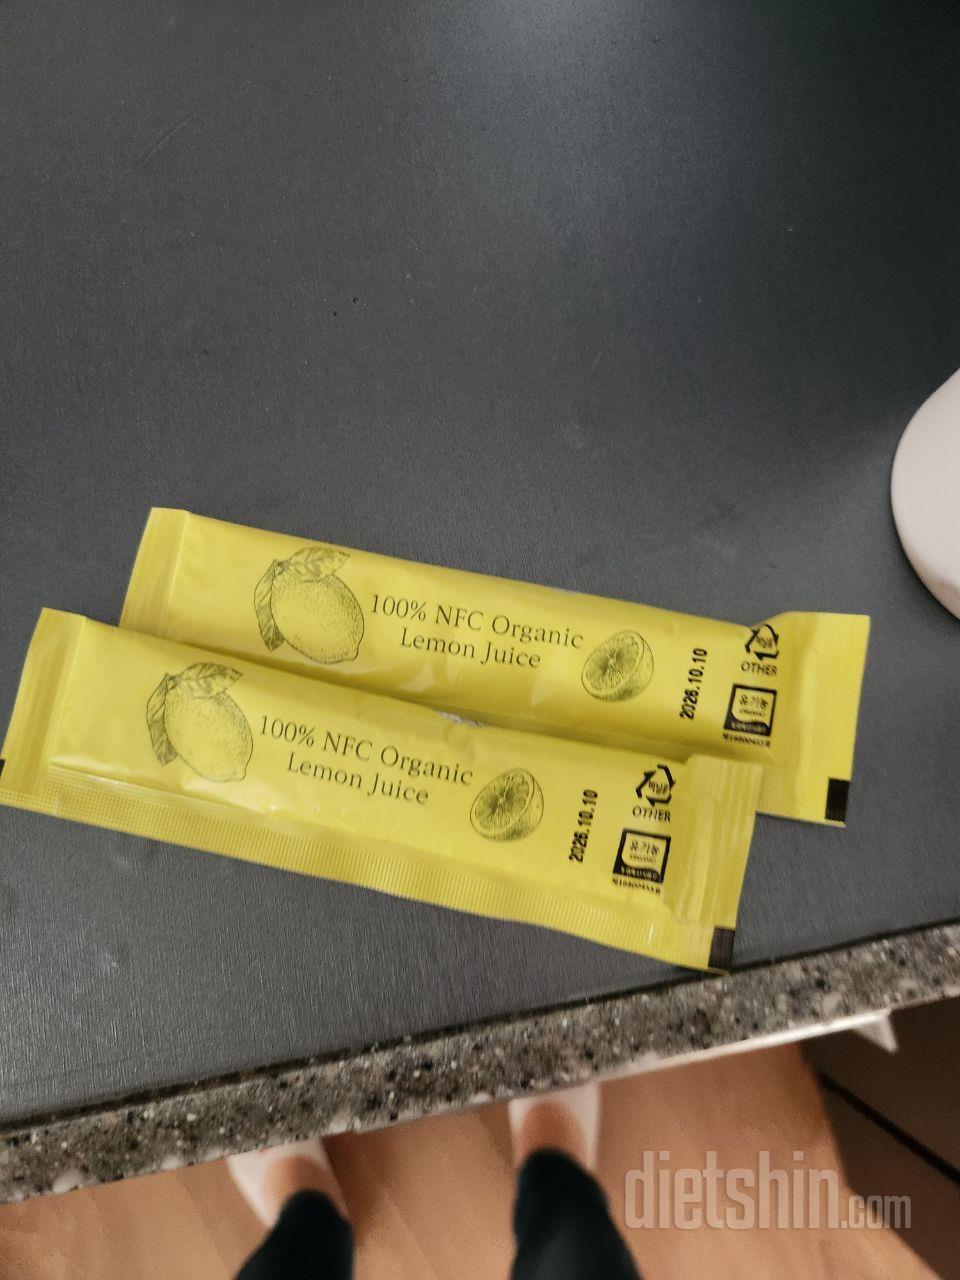 100% NFC Organic
Lemon Juice
2026.10.10
OTHER
유기농
100% NFC Organic
Lemon Juice
2026.10.10
OTHER
유기농
dietshin.com